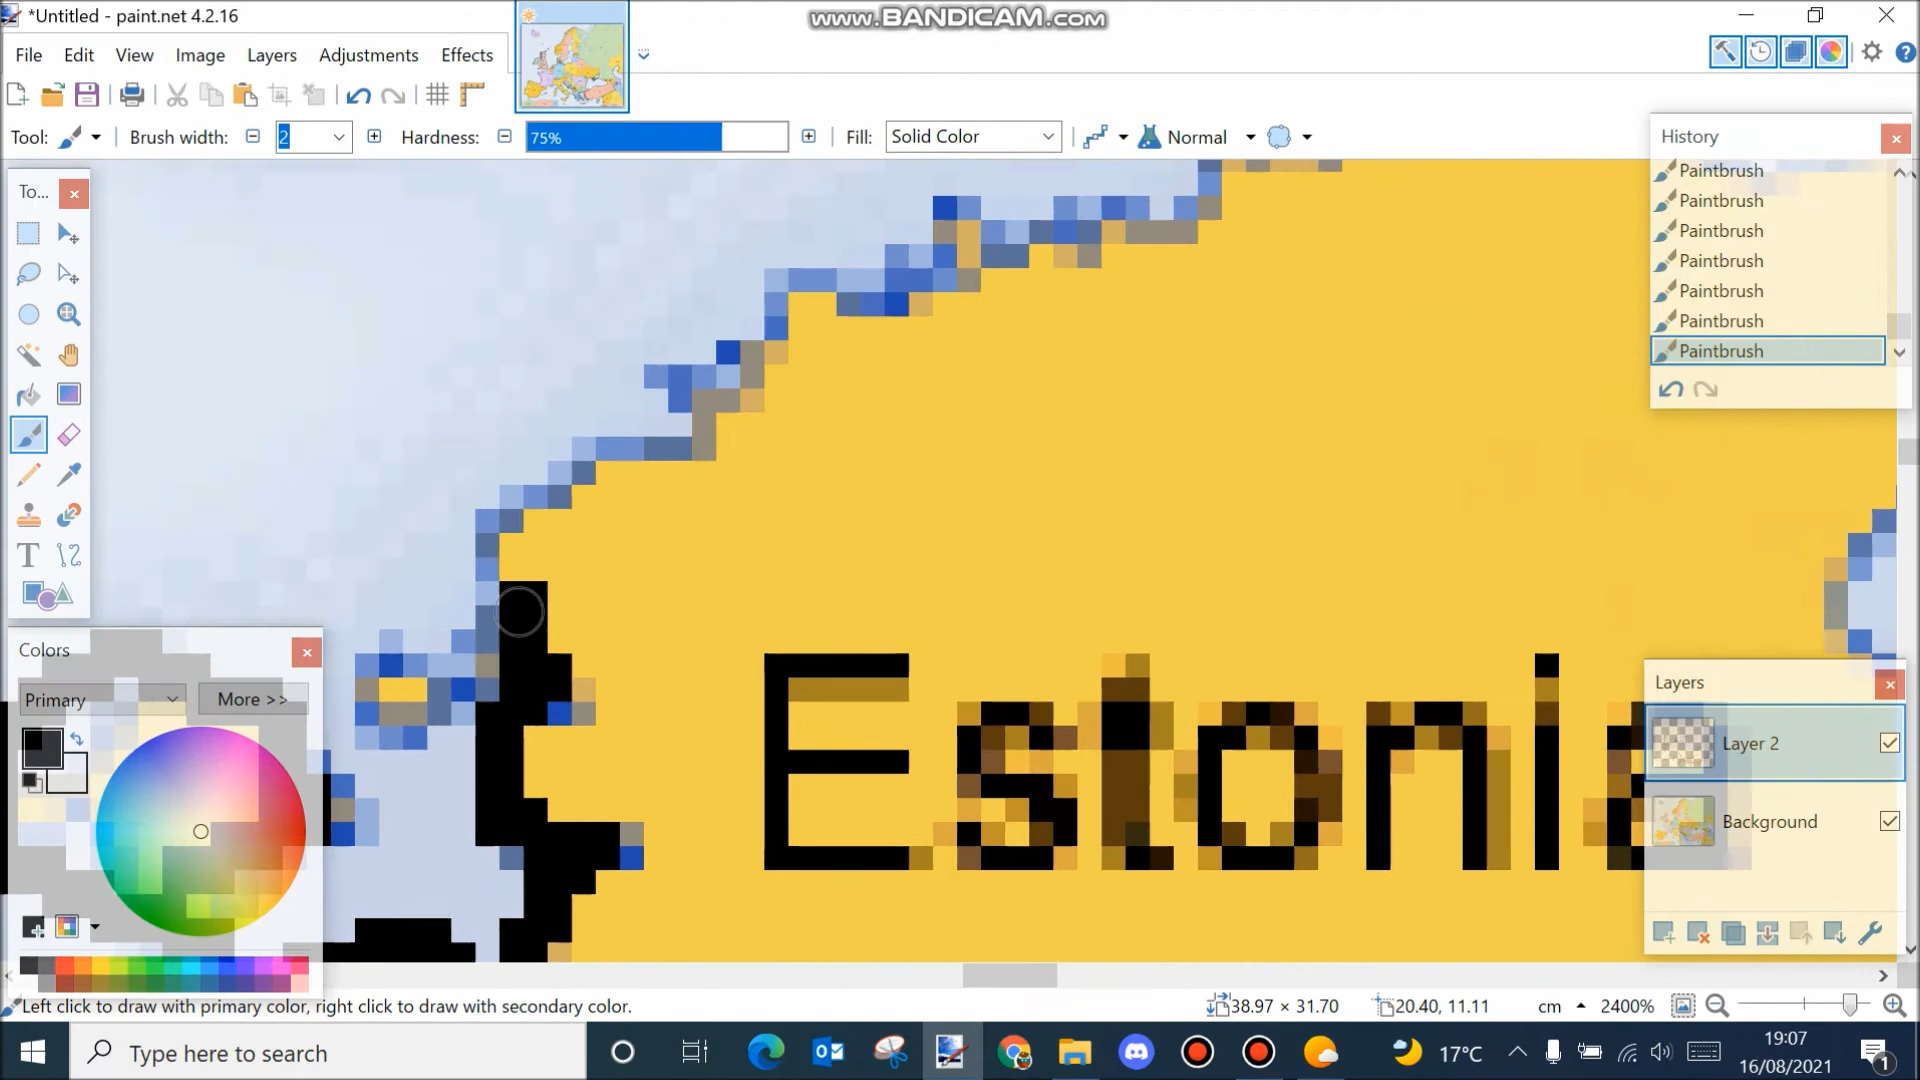 *Untitled - paint.net 4.2.16
www.BANDICAM.com
File Edit View Image Layers Adjustments Effects
Tool: Brush width: 2 Hardness: 75% Fill: Solid Color Normal
To...
History
Paintbrush
Paintbrush
Paintbrush
Paintbrush
Paintbrush
Paintbrush
Paintbrush
Estonia
Colors
Primary More >>
Layers
Layer 2
Background
Left click to draw with primary color, right click to draw with secondary color.
38.97 × 31.70 20.40, 11.11 cm 2400%
Type here to search
17°C
19:07
16/08/2021
1